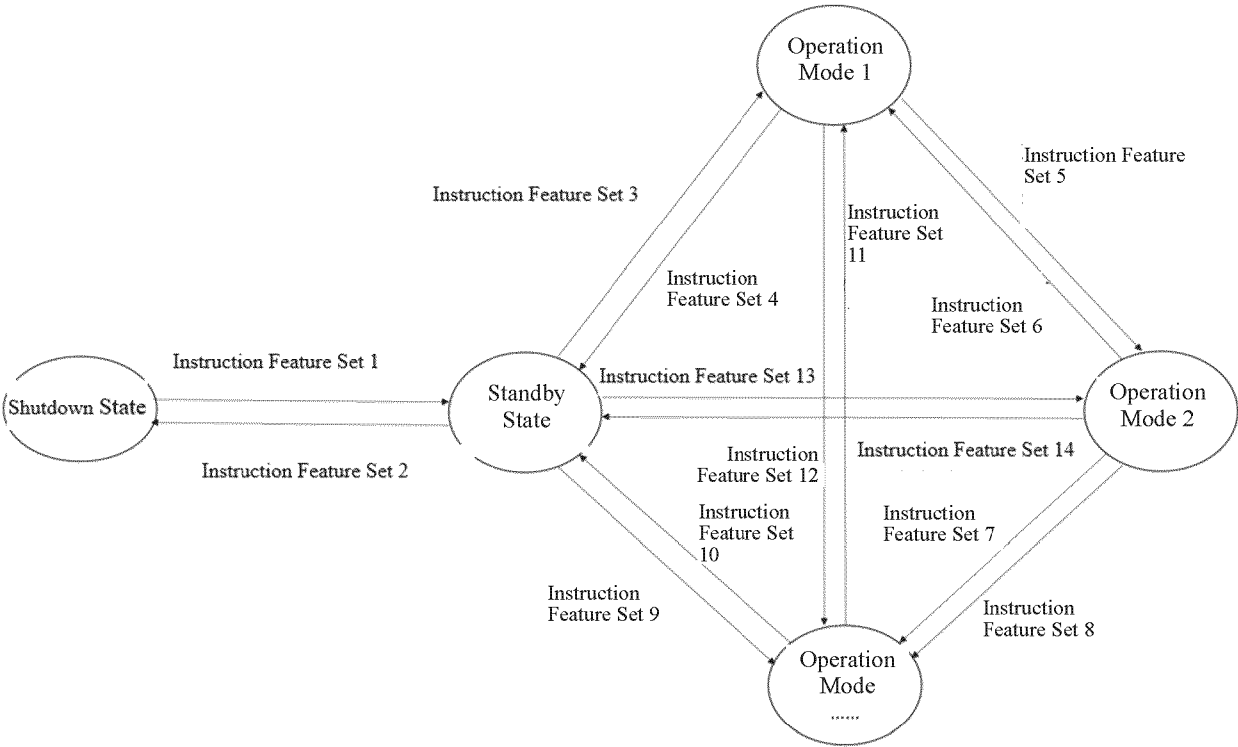 Operation
Mode 1
Instruction Feature
Set 5
Instruction Feature Set 3
Instruction
Feature Set
11
Instruction
Feature Set 4
Instruction
Feature Set 6
Instruction Feature Set 1
Instruction Feature Set 13
Shutdown State
Standby
State
Operation
Mode 2
Instruction Feature Set 2
Instruction
Feature Set 12
Instruction Feature Set 14
Instruction
Feature Set
10
Instruction
Feature Set 7
Instruction
Feature Set 9
Instruction
Feature Set 8
Operation
Mode
......